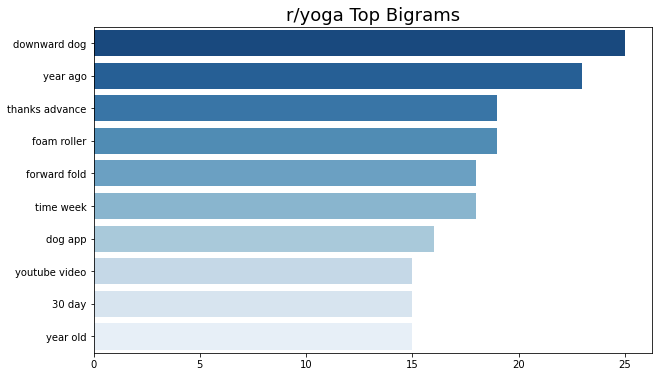 r/yoga Top Bigrams
downward dog
year ago
thanks advance
foam roller
forward fold
time week
dog app
youtube video
30 day
year old
0 5 10 15 20 25